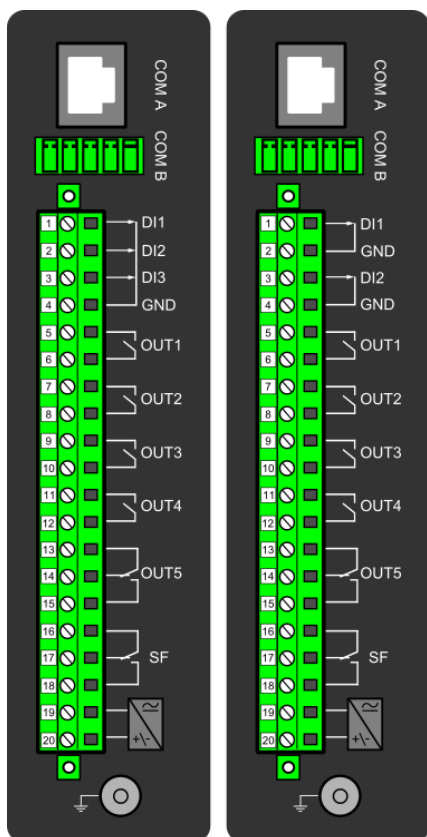 COM A
COM B
1 DI1
2 DI2
3 DI3
4 GND
5
OUT1
6
7
OUT2
8
9
OUT3
10
11
OUT4
12
13
14 OUT5
15
16
17 SF
18
19
20 +/-
COM A
COM B
1 DI1
2 GND
3 DI2
4 GND
5
OUT1
6
7
OUT2
8
9
OUT3
10
11
OUT4
12
13
14 OUT5
15
16
17 SF
18
19
20 +/-